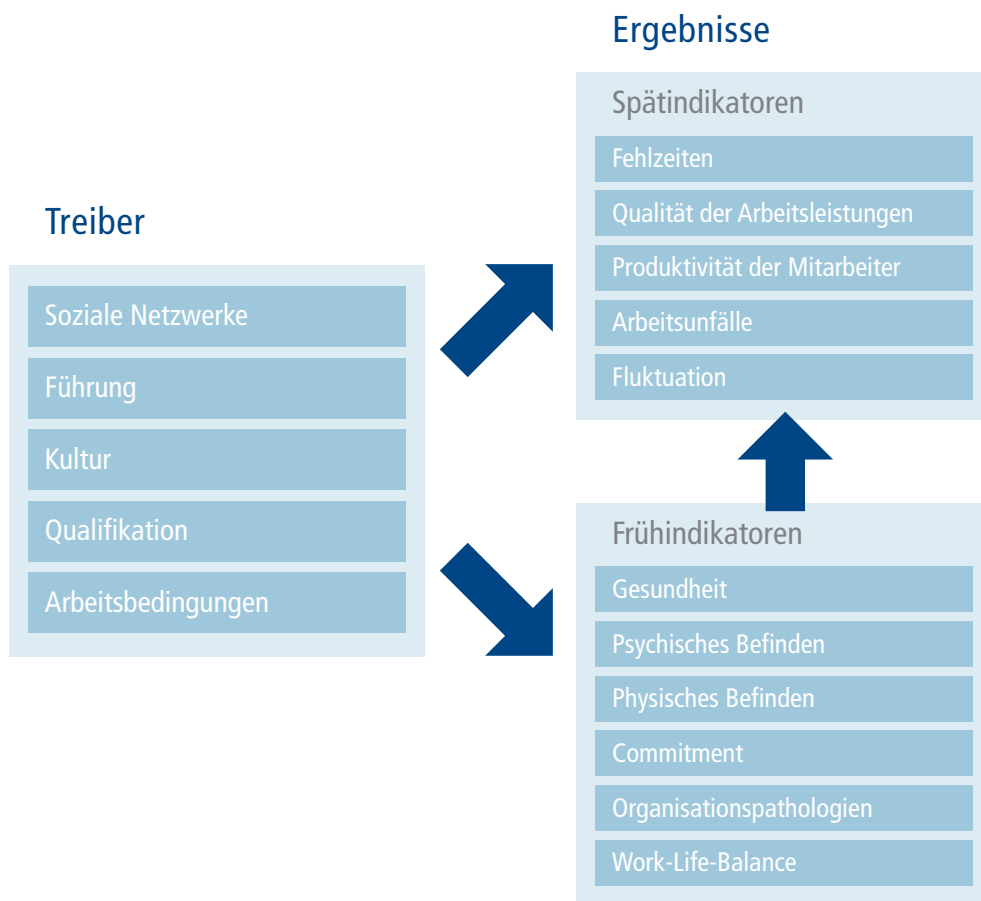 Treiber
Soziale Netzwerke
Führung
Kultur
Qualifikation
Arbeitsbedingungen
Ergebnisse
Spätindikatoren
Fehlzeiten
Qualität der Arbeitsleistungen
Produktivität der Mitarbeiter
Arbeitsunfälle
Fluktuation
Frühindikatoren
Gesundheit
Psychisches Befinden
Physisches Befinden
Commitment
Organisationspathologien
Work-Life-Balance